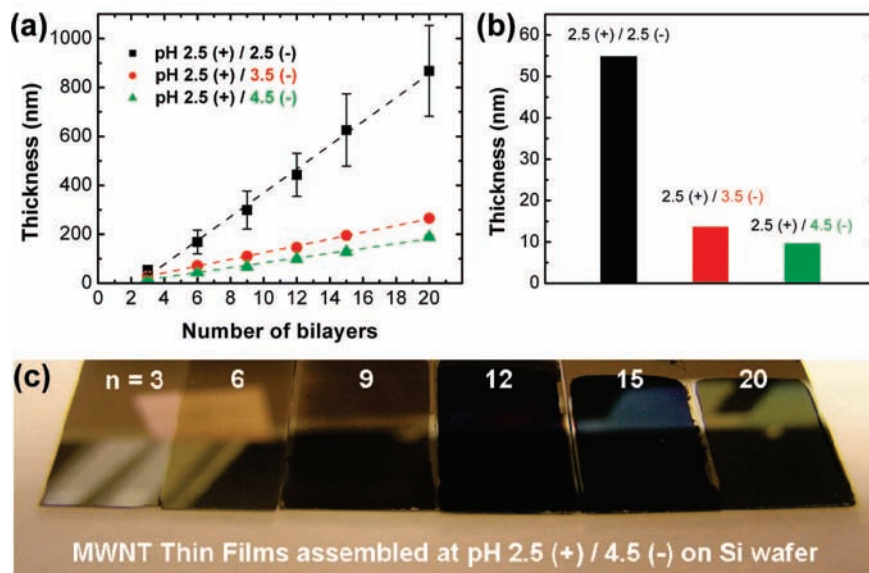 (a)
1000
800
600
400
200
0
Thickness (nm)
pH 2.5 (+) / 2.5 (-)
pH 2.5 (+) / 3.5 (-)
pH 2.5 (+) / 4.5 (-)
0 2 4 6 8 10 12 14 16 18 20
Number of bilayers
(b)
60
50
40
30
20
10
0
Thickness (nm)
2.5 (+) / 2.5 (-)
2.5 (+) / 3.5 (-)
2.5 (+) / 4.5 (-)
(c)
n = 3 6 9 12 15 20
MWNT Thin Films assembled at pH 2.5 (+) / 4.5 (-) on Si wafer